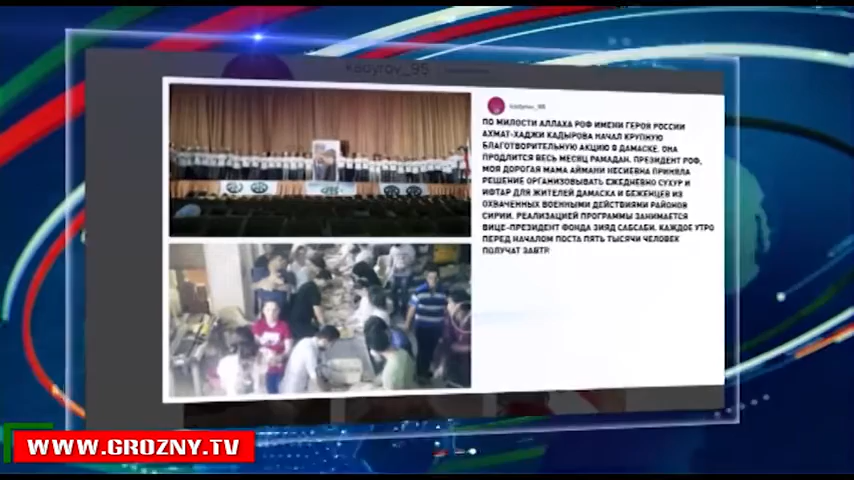 kadyrov_95
kadyrov_95
ПО МИЛОСТИ АЛЛАХА РОФ ИМЕНИ ГЕРОЯ РОССИИ
АХМАТ-ХАДЖИ КАДЫРОВА НАЧАЛ КРУПНУЮ
БЛАГОТВОРИТЕЛЬНУЮ АКЦИЮ В ДАМАСКЕ. ОНА
ПРОДЛИТСЯ ВЕСЬ МЕСЯЦ РАМАДАН. ПРЕЗИДЕНТ РОФ,
МОЯ ДОРОГАЯ МАМА АЙМАНИ НЕСИЕВНА ПРИНЯЛА
РЕШЕНИЕ ОРГАНИЗОВЫВАТЬ ЕЖЕДНЕВНО СУХУР И
ИФТАР ДЛЯ ЖИТЕЛЕЙ ДАМАСКА И БЕЖЕНЦЕВ ИЗ
ОХВАЧЕННЫХ ВОЕННЫМИ ДЕЙСТВИЯМИ РАЙОНОВ
СИРИИ. РЕАЛИЗАЦИЕЙ ПРОГРАММЫ ЗАНИМАЕТСЯ
ВИЦЕ-ПРЕЗИДЕНТ ФОНДА ЗИЯД САБСАБИ. КАЖДОЕ УТРО
ПЕРЕД НАЧАЛОМ ПОСТА ПЯТЬ ТЫСЯЧИ ЧЕЛОВЕК
ПОЛУЧАТ ЗАВТР
WWW.GROZNY.TV